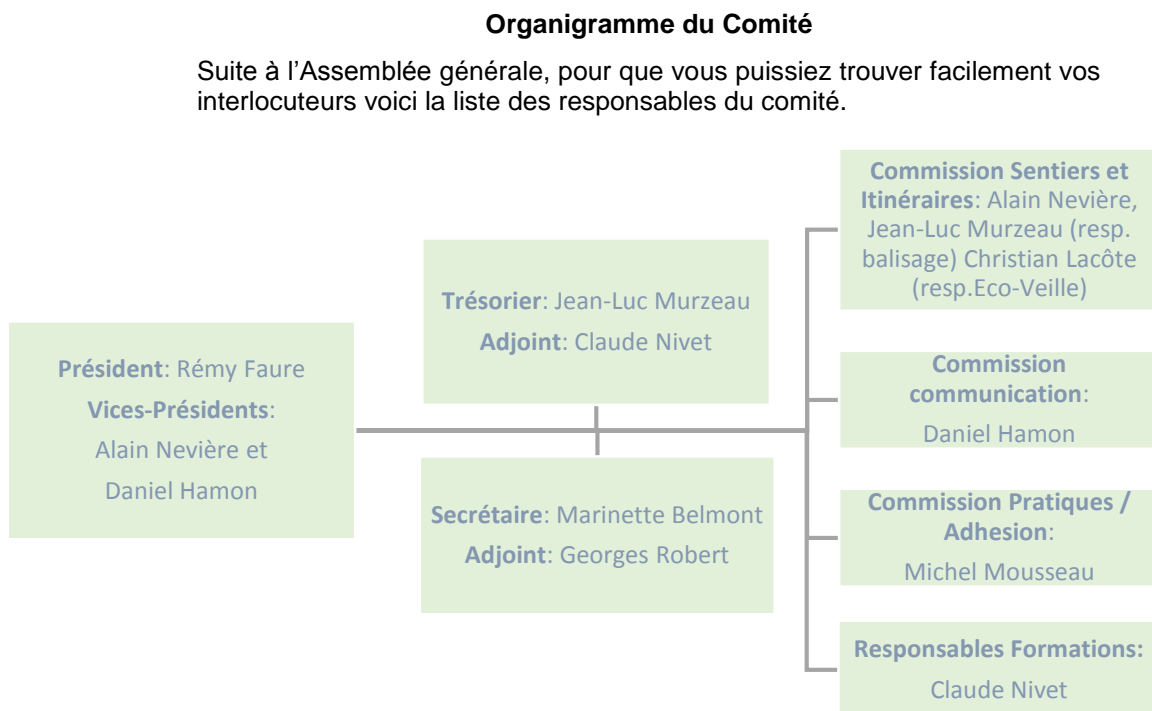 Organigramme du Comité
Suite à l’Assemblée générale, pour que vous puissiez trouver facilement vos
interlocuteurs voici la liste des responsables du comité.
Président: Rémy Faure
Vices-Présidents:
Alain Nevière et
Daniel Hamon
Trésorier: Jean-Luc Murzeau
Adjoint: Claude Nivet
Secrétaire: Marinette Belmont
Adjoint: Georges Robert
Commission Sentiers et
Itinéraires: Alain Nevière,
Jean-Luc Murzeau (resp.
balisage) Christian Lacôte
(resp.Eco-Veille)
Commission
communication:
Daniel Hamon
Commission Pratiques /
Adhesion:
Michel Mousseau
Responsables Formations:
Claude Nivet